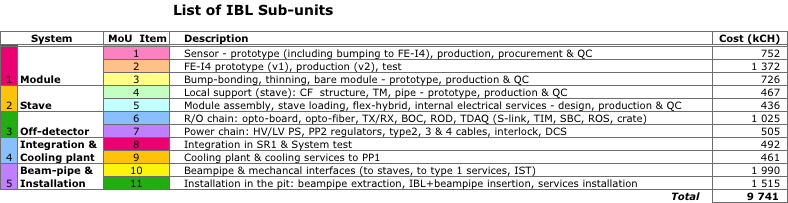 List of IBL Sub-units
System MoU Item Description Cost (kCH)
1 Sensor - prototype (including bumping to FE-I4), production, procurement & QC 752
2 FE-I4 prototype (v1), production (v2), test 1 372
1 Module 3 Bump-bonding, thinning, bare module - prototype, production & QC 726
4 Local support (stave): CF structure, TM, pipe - prototype, production & QC 467
2 Stave 5 Module assembly, stave loading, flex-hybrid, internal electrical services - design, production & QC 436
6 R/O chain: opto-board, opto-fiber, TX/RX, BOC, ROD, TDAQ (S-link, TIM, SBC, ROS, crate) 1 025
3 Off-detector 7 Power chain: HV/LV PS, PP2 regulators, type2, 3 & 4 cables, interlock, DCS 505
Integration & 8 Integration in SR1 & System test 492
4 Cooling plant 9 Cooling plant & cooling services to PP1 461
Beam-pipe & 10 Beampipe & mechancal interfaces (to staves, to type 1 services, IST) 1 990
5 Installation 11 Installation in the pit: beampipe extraction, IBL+beampipe insertion, services installation 1 515
Total 9 741